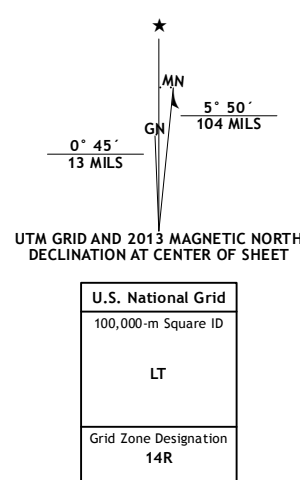 MN
GN
5° 50´
104 MILS
0° 45´
13 MILS
UTM GRID AND 2013 MAGNETIC NORTH
DECLINATION AT CENTER OF SHEET
U.S. National Grid
100,000-m Square ID
LT
Grid Zone Designation
14R